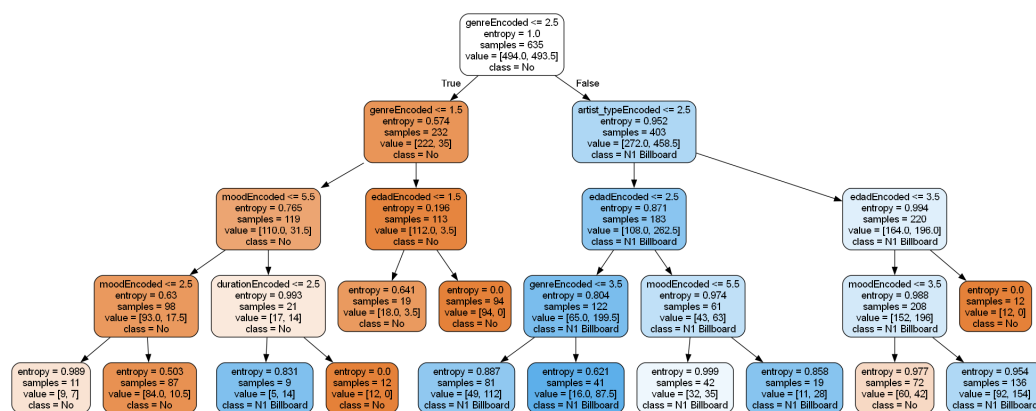 genreEncoded <= 2.5
entropy = 1.0
samples = 635
value = [494.0, 493.5]
class = No
True
False
genreEncoded <= 1.5
entropy = 0.574
samples = 232
value = [222, 35]
class = No
artist_typeEncoded <= 2.5
entropy = 0.952
samples = 403
value = [272.0, 458.5]
class = N1 Billboard
moodEncoded <= 5.5
entropy = 0.765
samples = 119
value = [110.0, 31.5]
class = No
edadEncoded <= 1.5
entropy = 0.196
samples = 113
value = [112.0, 3.5]
class = No
edadEncoded <= 2.5
entropy = 0.871
samples = 183
value = [108.0, 262.5]
class = N1 Billboard
edadEncoded <= 3.5
entropy = 0.994
samples = 220
value = [164.0, 196.0]
class = N1 Billboard
moodEncoded <= 2.5
entropy = 0.63
samples = 98
value = [93.0, 17.5]
class = No
durationEncoded <= 2.5
entropy = 0.993
samples = 21
value = [17, 14]
class = No
entropy = 0.641
samples = 19
value = [18.0, 3.5]
class = No
entropy = 0.0
samples = 94
value = [94, 0]
class = No
genreEncoded <= 3.5
entropy = 0.804
samples = 122
value = [65.0, 199.5]
class = N1 Billboard
moodEncoded <= 5.5
entropy = 0.974
samples = 61
value = [43, 63]
class = N1 Billboard
moodEncoded <= 3.5
entropy = 0.988
samples = 208
value = [152, 196]
class = N1 Billboard
entropy = 0.0
samples = 12
value = [12, 0]
class = No
entropy = 0.989
samples = 11
value = [9, 7]
class = No
entropy = 0.503
samples = 87
value = [84.0, 10.5]
class = No
entropy = 0.831
samples = 9
value = [5, 14]
class = N1 Billboard
entropy = 0.0
samples = 12
value = [12, 0]
class = No
entropy = 0.887
samples = 81
value = [49, 112]
class = N1 Billboard
entropy = 0.621
samples = 41
value = [16.0, 87.5]
class = N1 Billboard
entropy = 0.999
samples = 42
value = [32, 35]
class = N1 Billboard
entropy = 0.858
samples = 19
value = [11, 28]
class = N1 Billboard
entropy = 0.977
samples = 72
value = [60, 42]
class = No
entropy = 0.954
samples = 136
value = [92, 154]
class = N1 Billboard